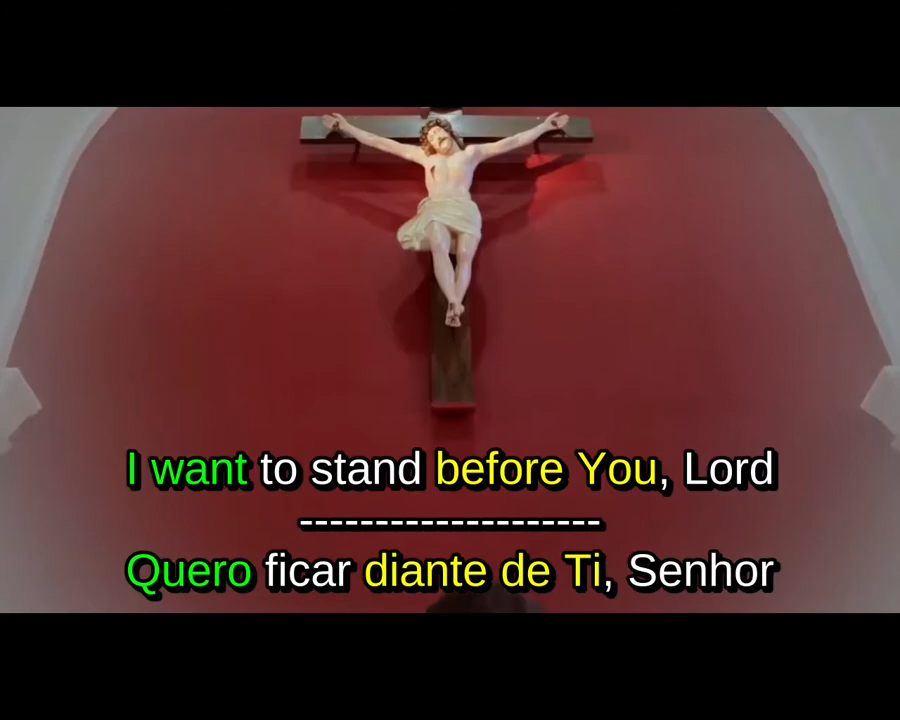 I want to stand before You, Lord
--------------------
Quero ficar diante de Ti, Senhor